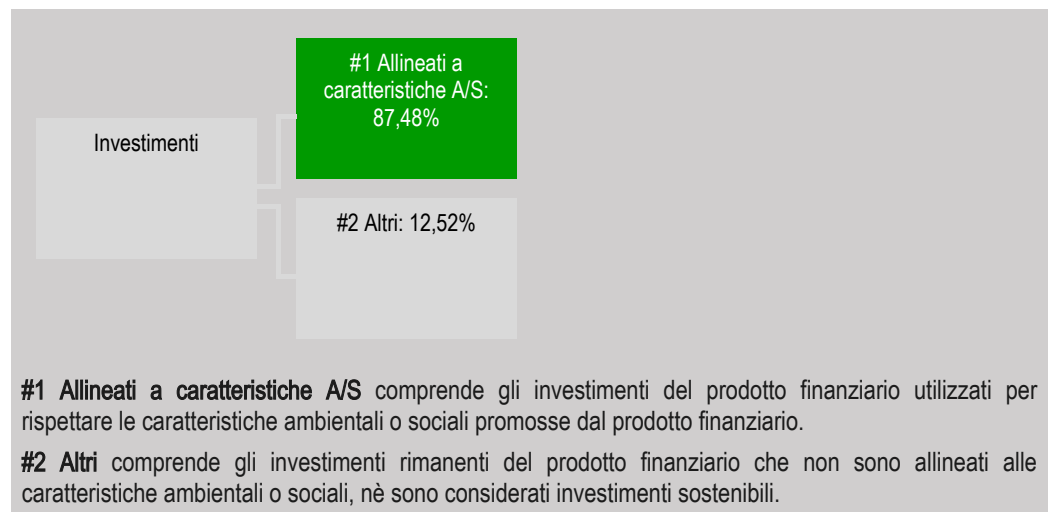 #1 Allineati a
caratteristiche A/S:
87,48%
Investimenti
#2 Altri: 12,52%
#1 Allineati a caratteristiche A/S comprende gli investimenti del prodotto finanziario utilizzati per
rispettare le caratteristiche ambientali o sociali promosse dal prodotto finanziario.
#2 Altri comprende gli investimenti rimanenti del prodotto finanziario che non sono allineati alle
caratteristiche ambientali o sociali, nè sono considerati investimenti sostenibili.